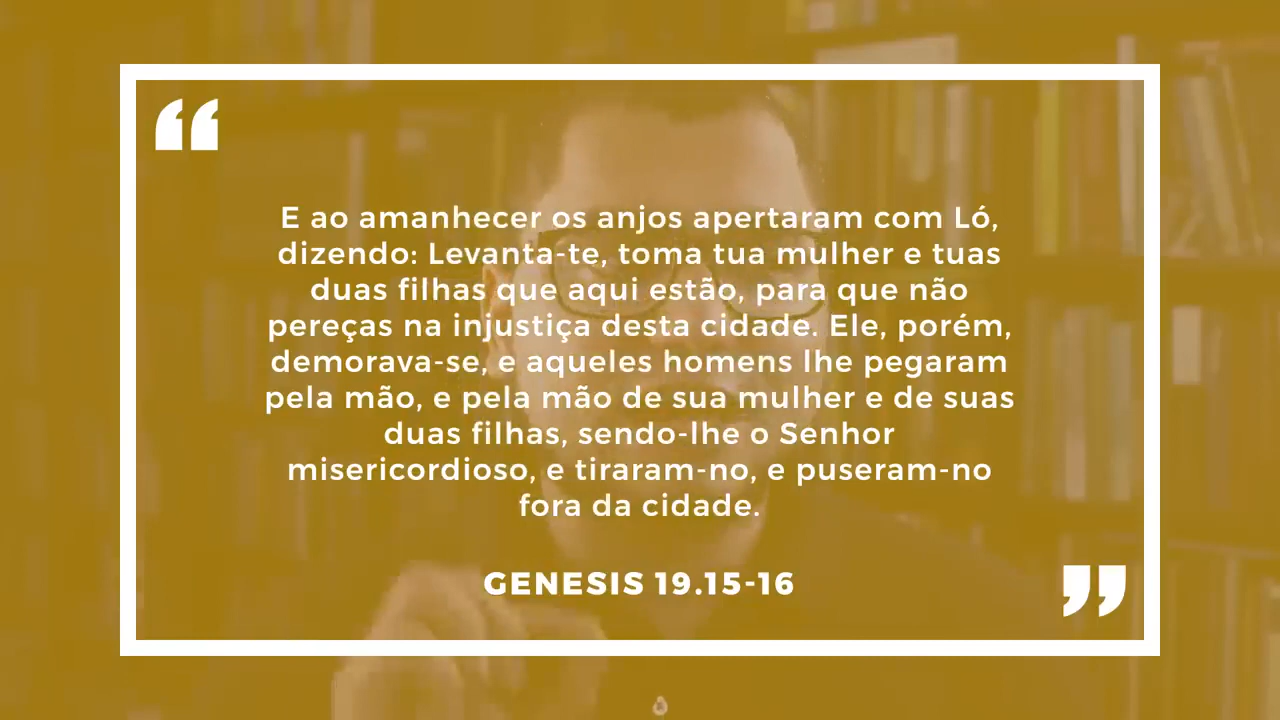 “
E ao amanhecer os anjos apertaram com Ló,
dizendo: Levanta-te, toma tua mulher e tuas
duas filhas que aqui estão, para que não
pereças na injustiça desta cidade. Ele, porém,
demorava-se, e aqueles homens lhe pegaram
pela mão, e pela mão de sua mulher e de suas
duas filhas, sendo-lhe o Senhor
misericordioso, e tiraram-no, e puseram-no
fora da cidade.
GENESIS 19.15-16
”